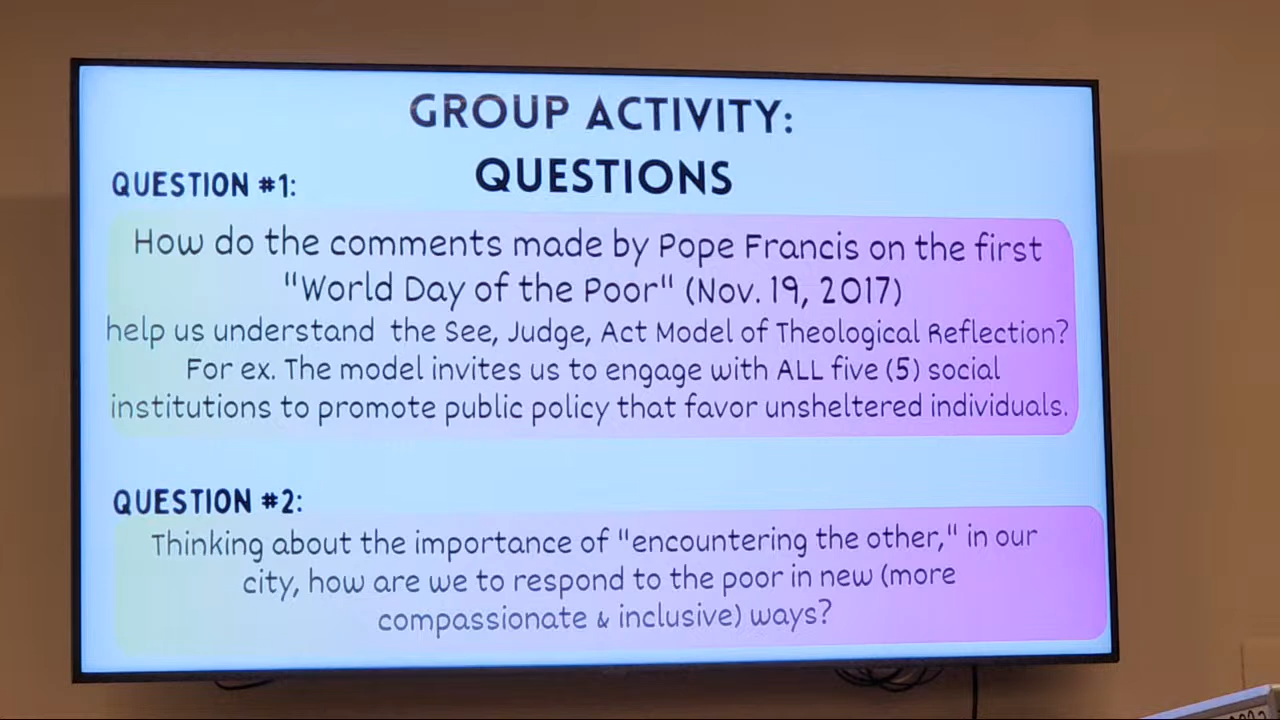 GROUP ACTIVITY:
QUESTIONS
QUESTION #1:
How do the comments made by Pope Francis on the first
"World Day of the Poor" (Nov. 19, 2017)
help us understand the See, Judge, Act Model of Theological Reflection?
For ex. The model invites us to engage with ALL five (5) social
institutions to promote public policy that favor unsheltered individuals.
QUESTION #2:
Thinking about the importance of "encountering the other," in our
city, how are we to respond to the poor in new (more
compassionate & inclusive) ways?